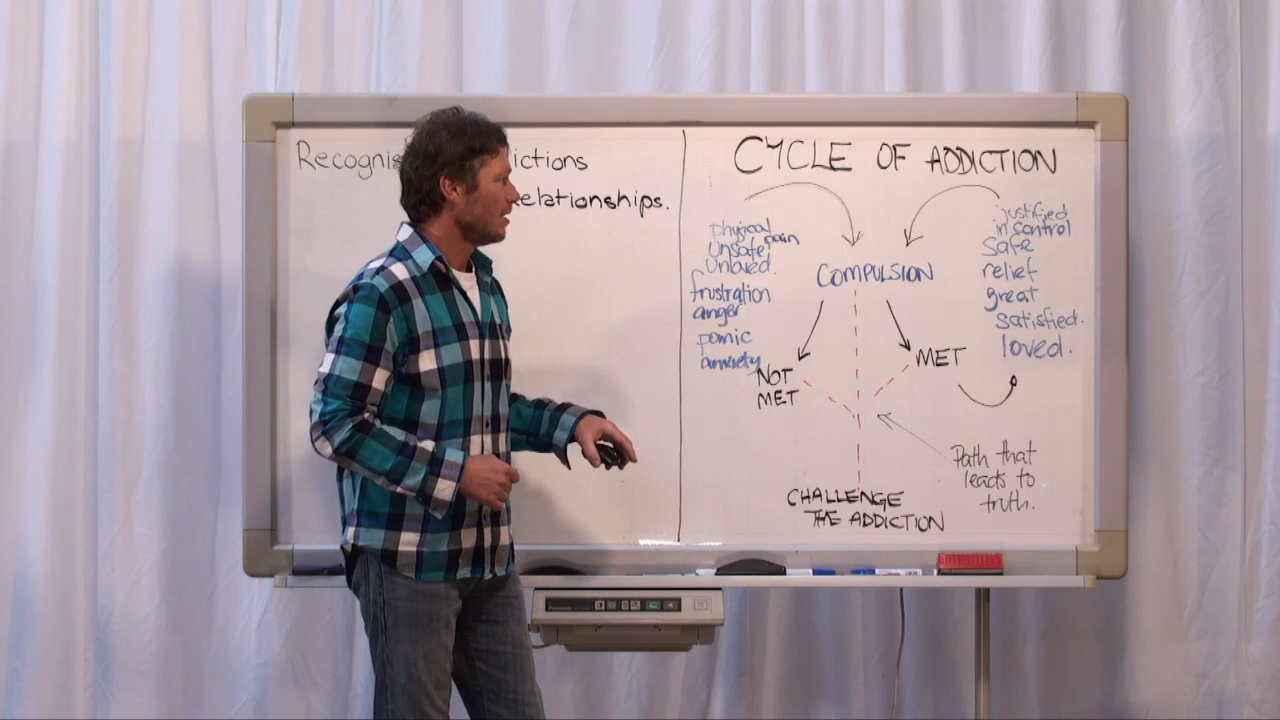 Recognis
ictions
elationships.
CYCLE OF ADDICTION
physical
pain
unsafe
unloved.
frustration
anger
panic
anxiety
COMPULSION
justified
in control
safe
relief
great
satisfied.
loved.
NOT
MET
MET
Path that
leads to
truth.
CHALLENGE
THE ADDICTION
Panasonic